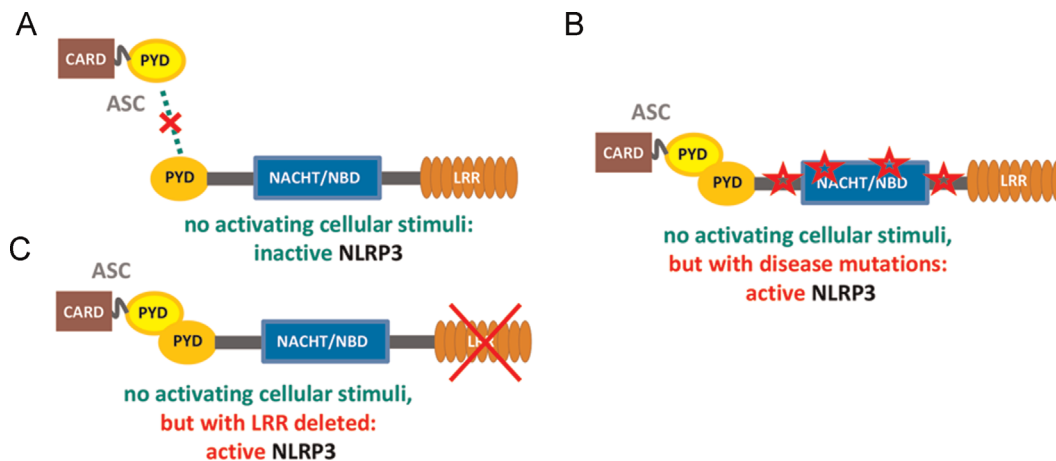 A
CARD
PYD
ASC
PYD
NACHT/NBD
LRR
no activating cellular stimuli:
inactive NLRP3
B
ASC
CARD
PYD
PYD
NACHT/NBD
LRR
no activating cellular stimuli,
but with disease mutations:
active NLRP3
C
ASC
CARD
PYD
PYD
NACHT/NBD
LRR
no activating cellular stimuli,
but with LRR deleted:
active NLRP3